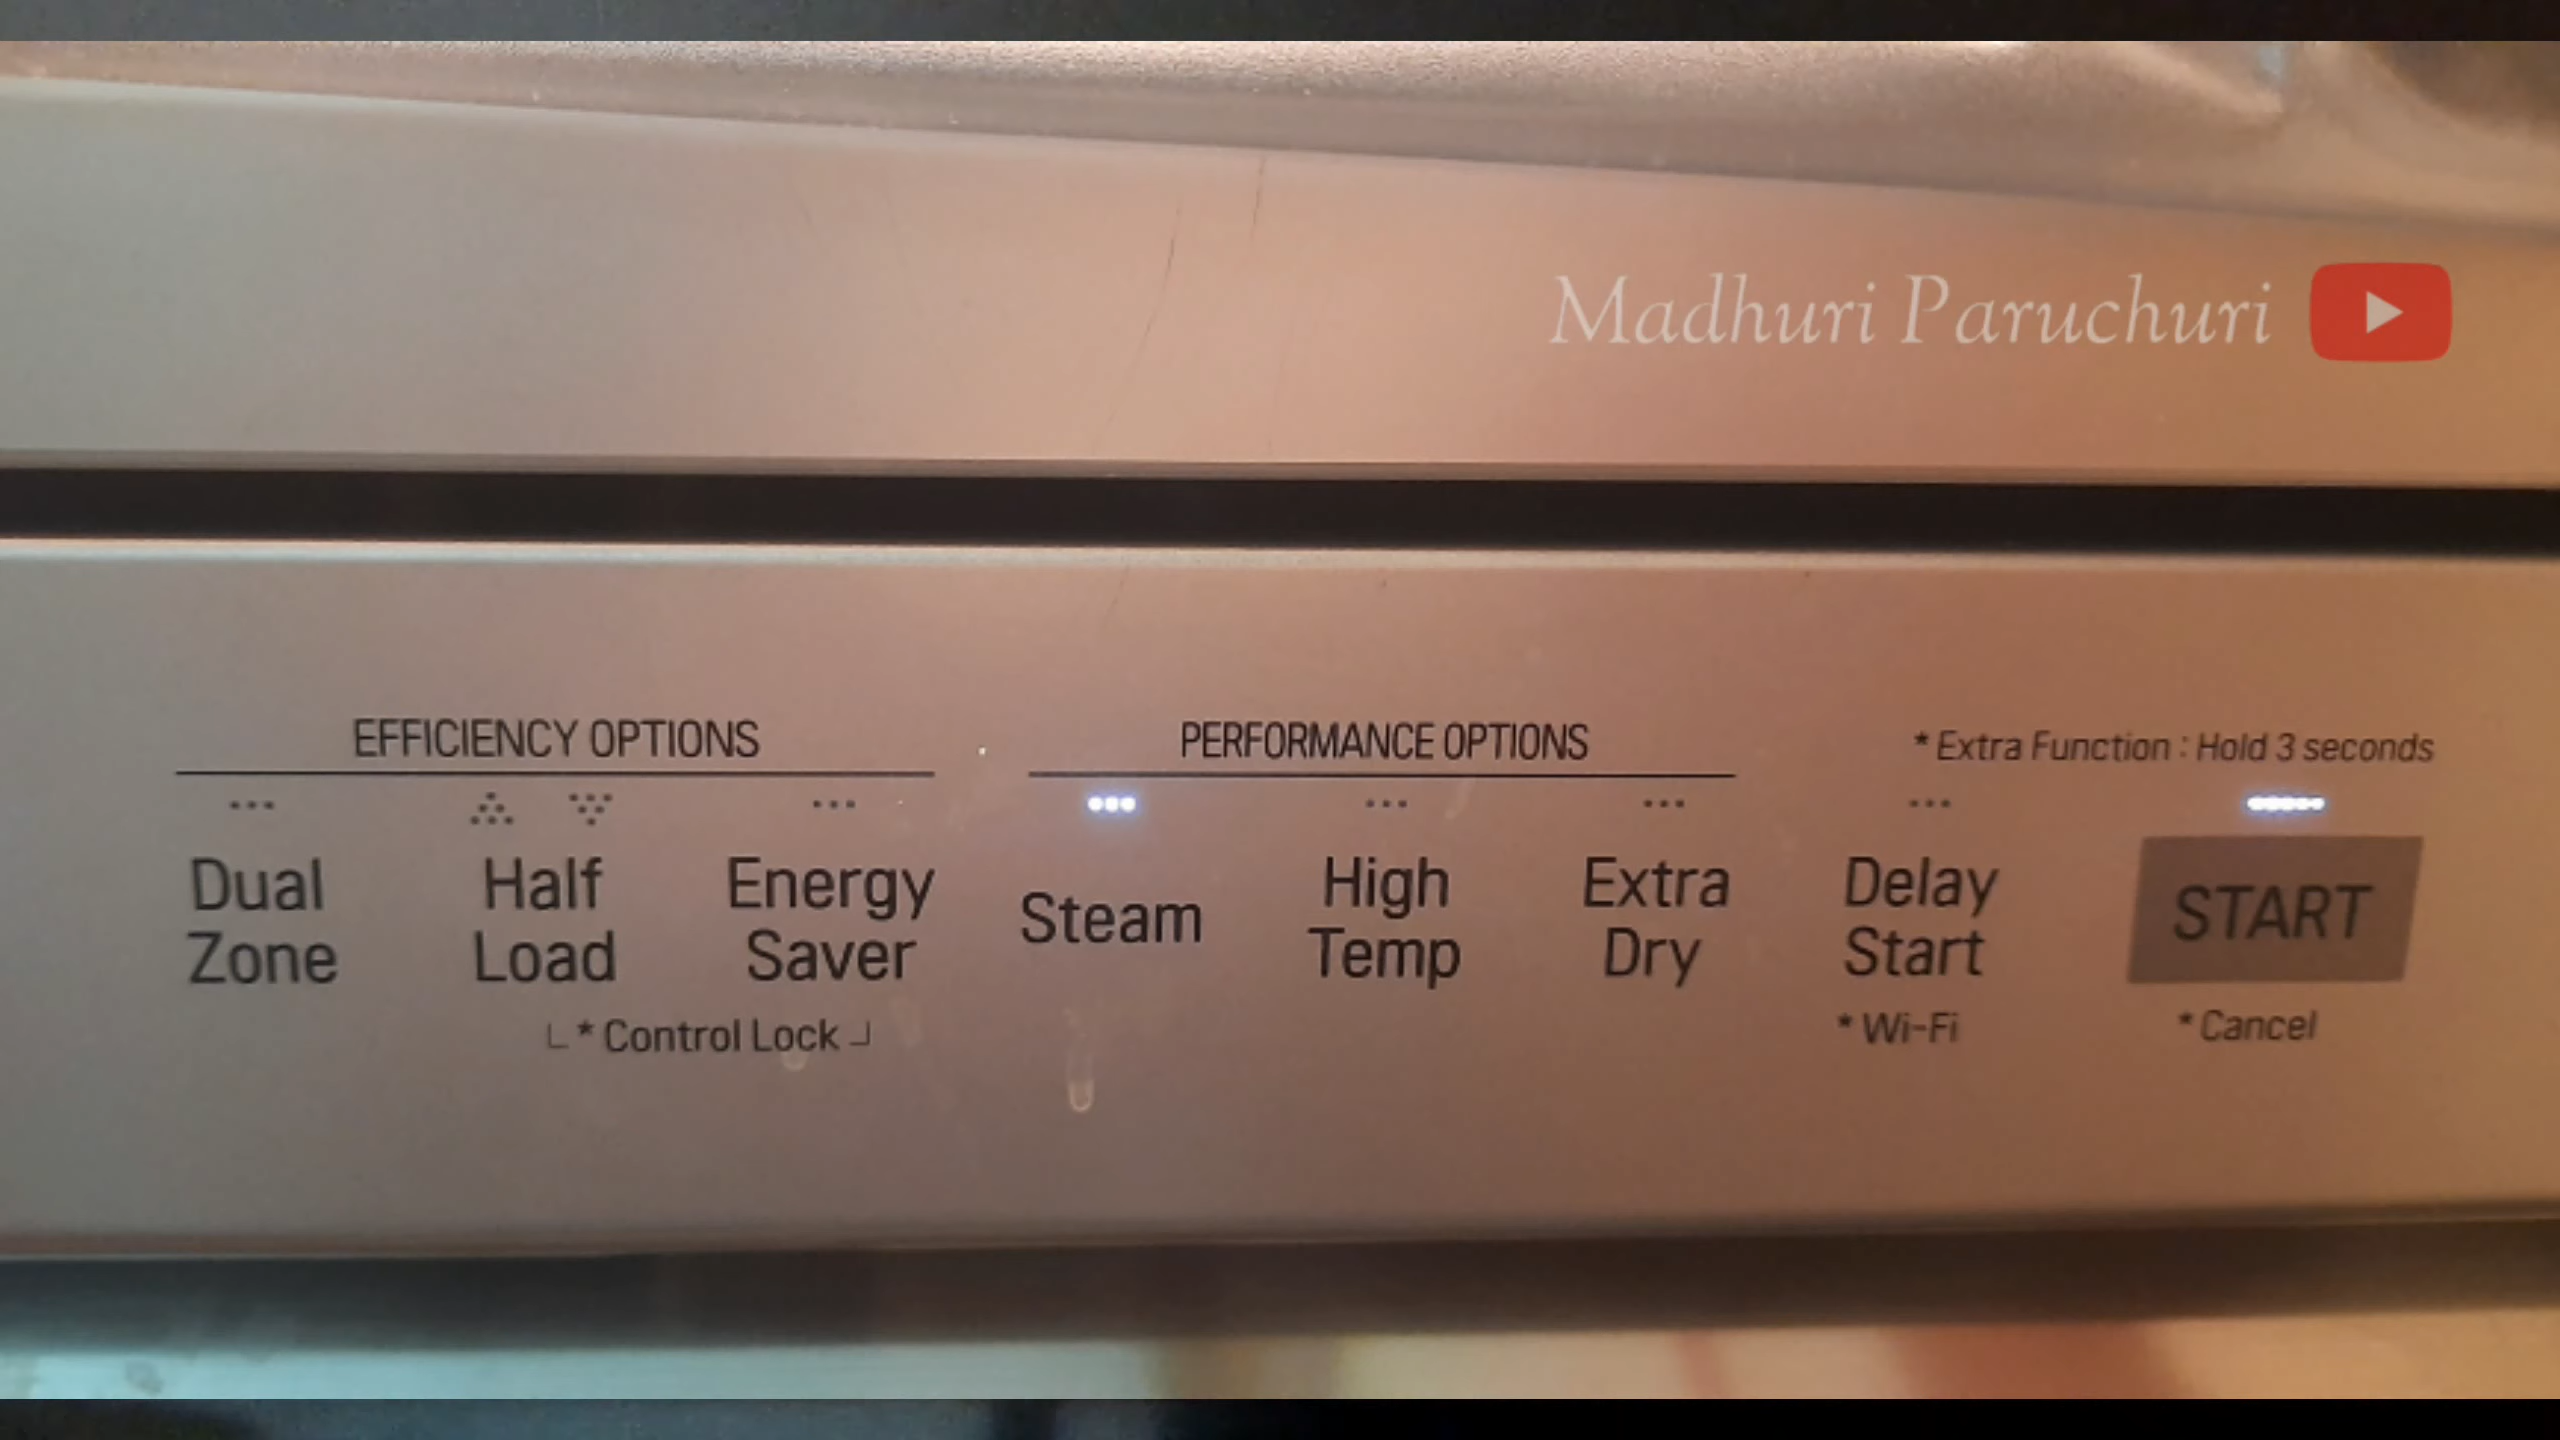 Madhuri Paruchuri
EFFICIENCY OPTIONS
PERFORMANCE OPTIONS
* Extra Function : Hold 3 seconds
Dual
Zone
Half
Load
Energy
Saver
Steam
High
Temp
Extra
Dry
Delay
Start
START
* Control Lock
* Wi-Fi
* Cancel